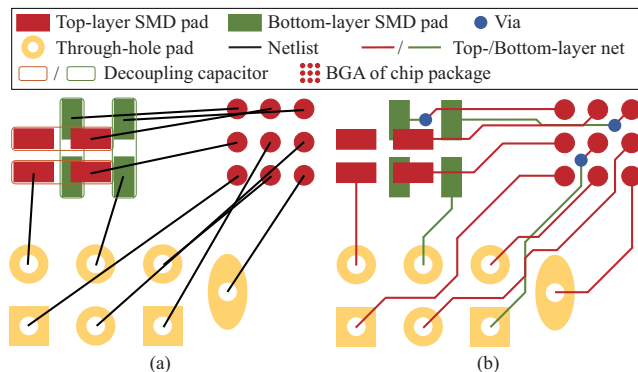 Top-layer SMD pad Bottom-layer SMD pad Via
Through-hole pad Netlist / Top-/Bottom-layer net
/ Decoupling capacitor BGA of chip package
(a) (b)